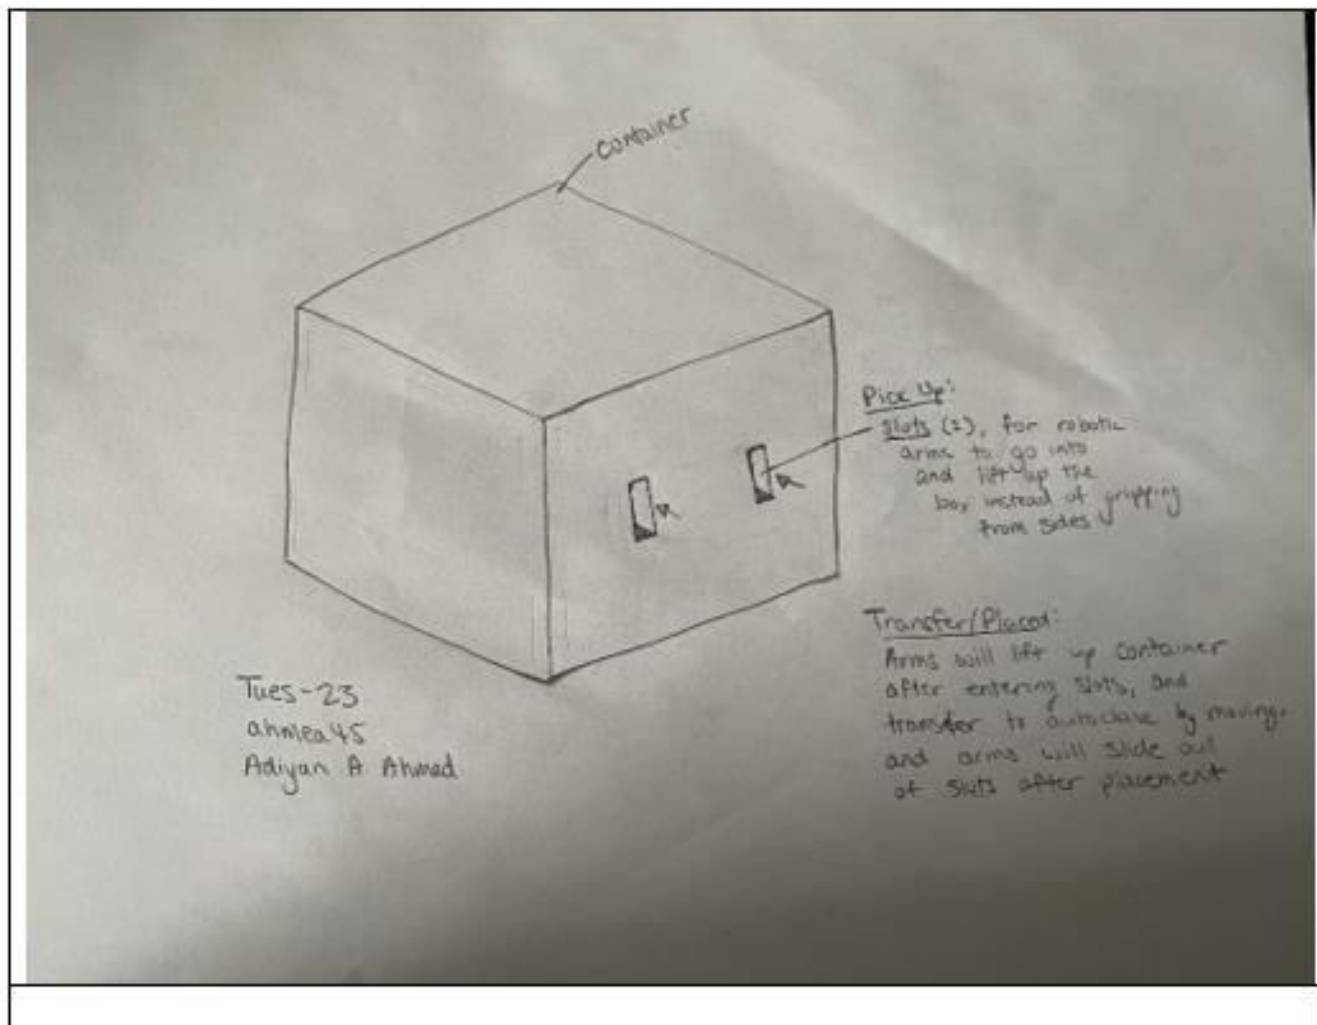 Container
Pick Up:
Slots (2), for robotic
arms to go into
and lift up the
box instead of gripping
from sides
Transfer/Placed:
Arms will lift up container
after entering slots, and
transfer to autoclave by moving,
and arms will slide out
of slots after placement
Tues-23
ahmea45
Adiyan A Ahmed